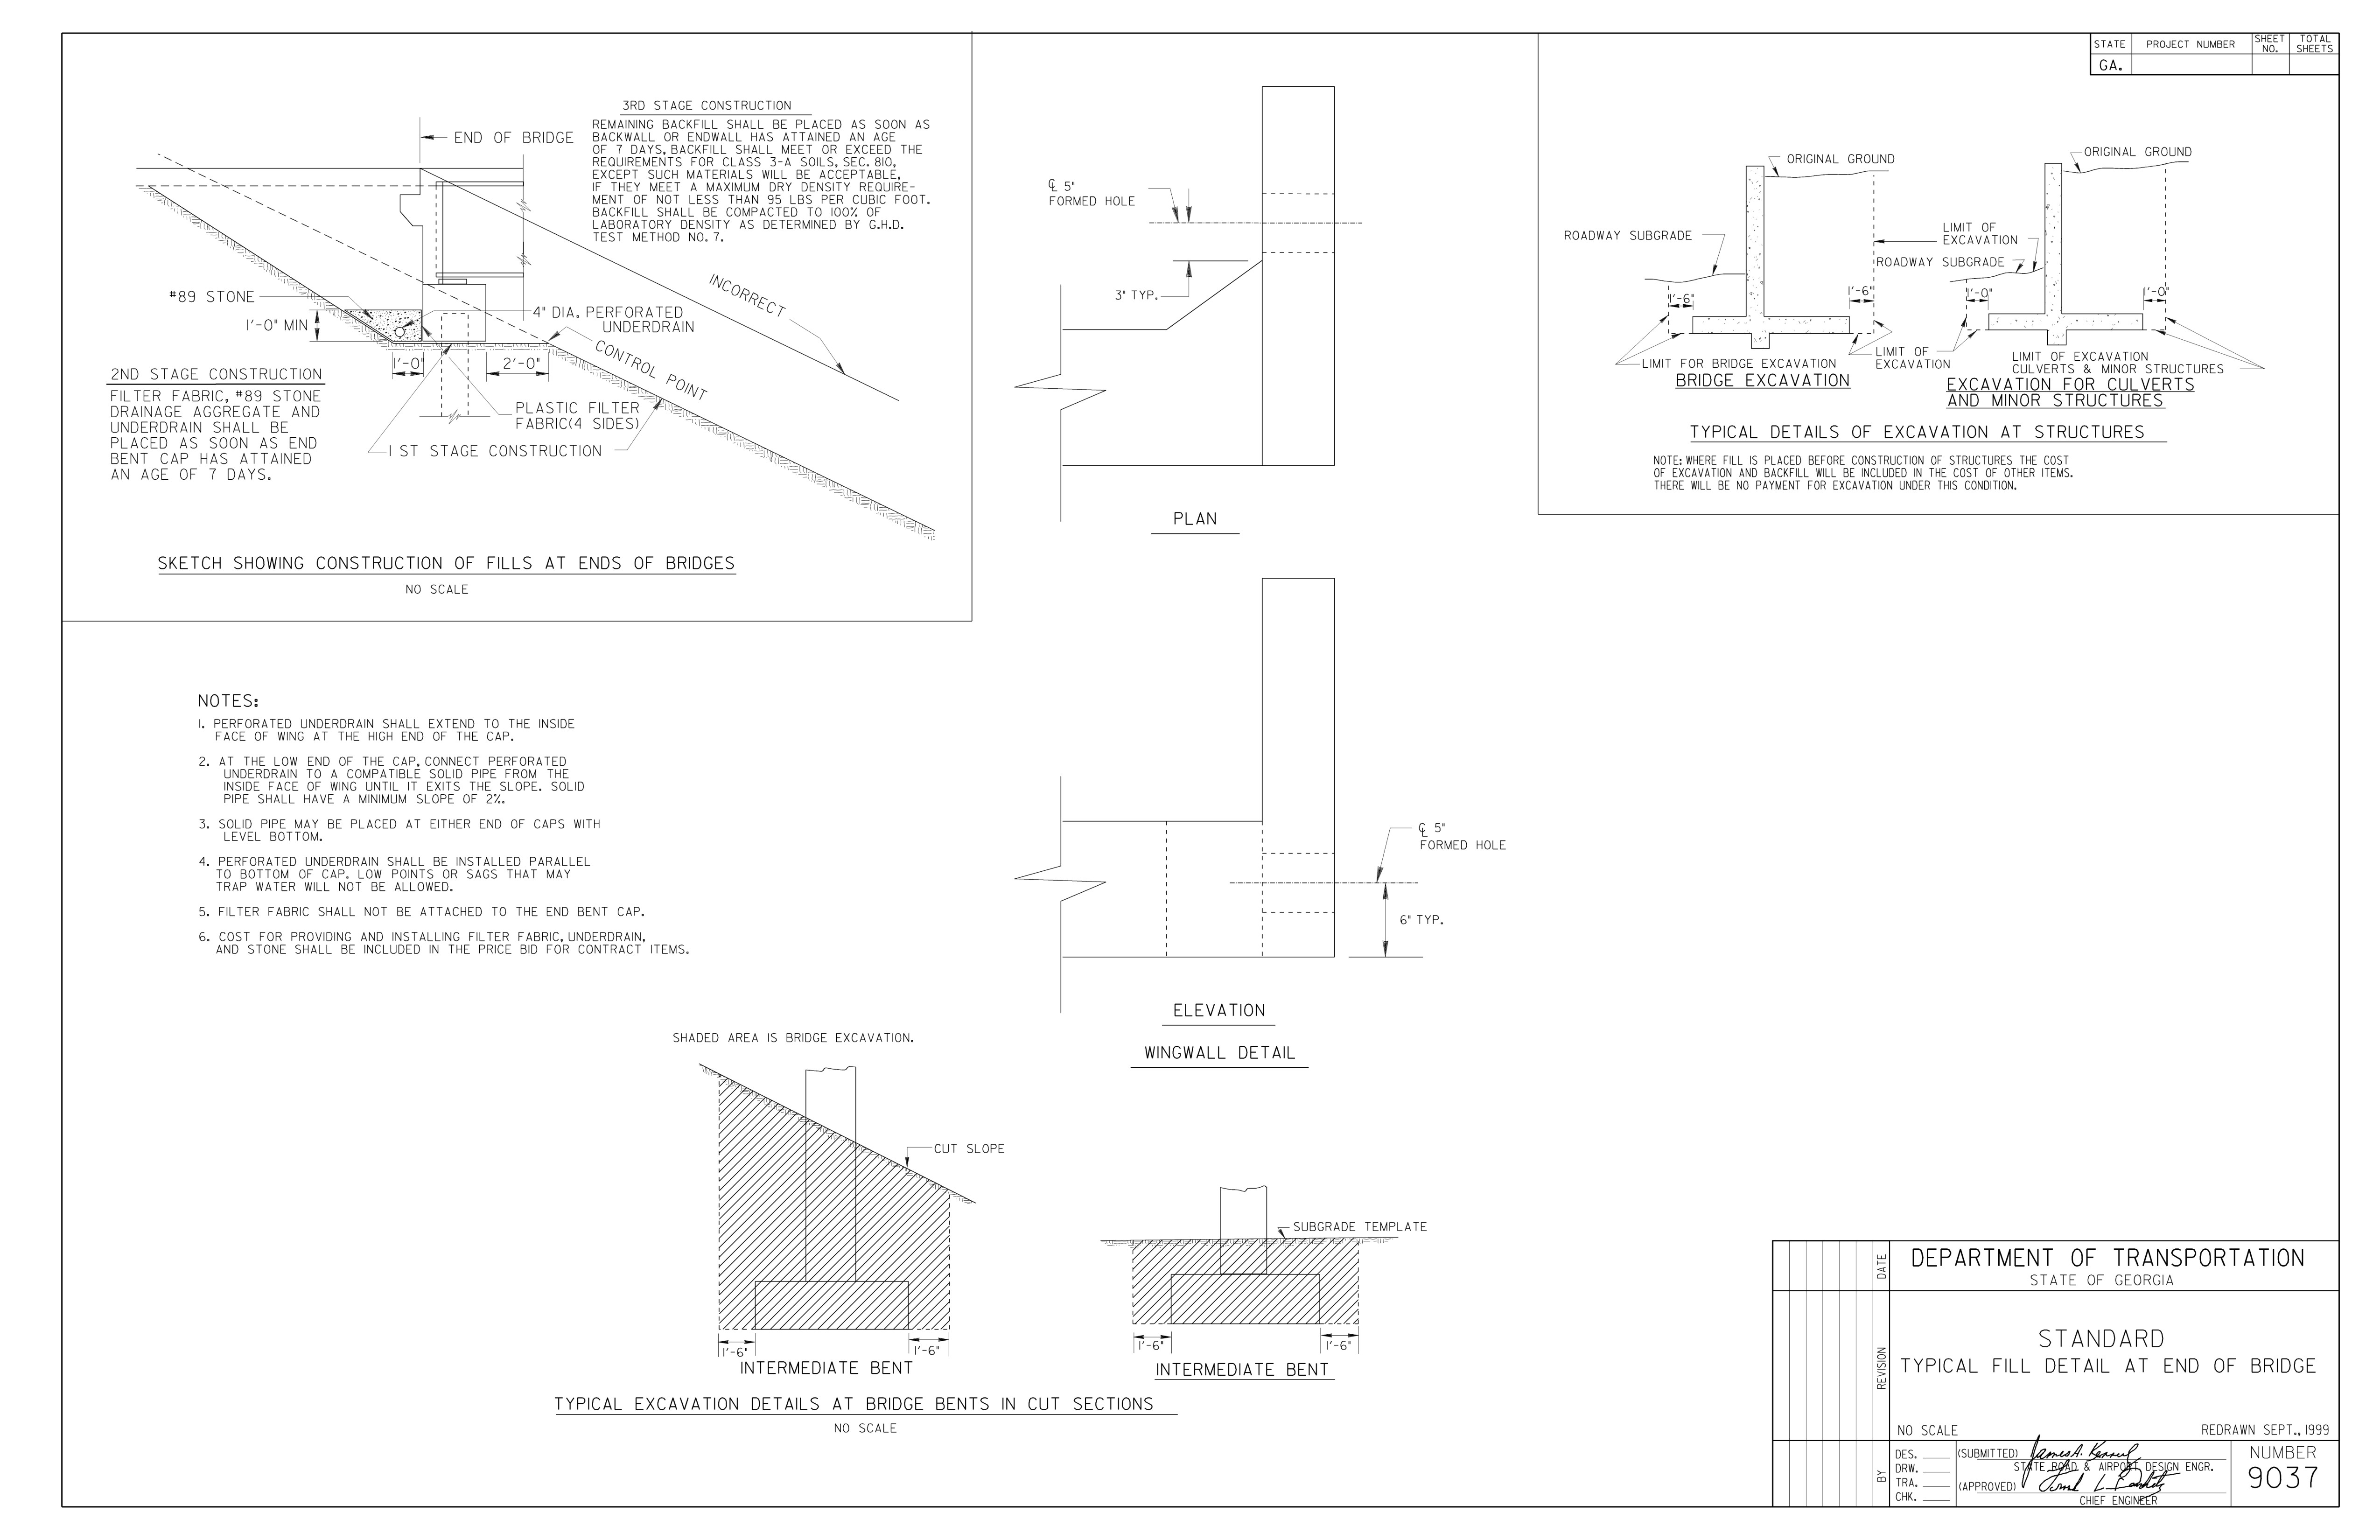 STATE
PROJECT NUMBER
SHEET
NO.
TOTAL
SHEETS
GA.
END OF BRIDGE
3RD STAGE CONSTRUCTION
REMAINING BACKFILL SHALL BE PLACED AS SOON AS
BACKWALL OR ENDWALL HAS ATTAINED AN AGE
OF 7 DAYS. BACKFILL SHALL MEET OR EXCEED THE
REQUIREMENTS FOR CLASS 3-A SOILS, SEC. 810,
EXCEPT SUCH MATERIALS WILL BE ACCEPTABLE,
IF THEY MEET A MAXIMUM DRY DENSITY REQUIRE-
MENT OF NOT LESS THAN 95 LBS PER CUBIC FOOT.
BACKFILL SHALL BE COMPACTED TO 100% OF
LABORATORY DENSITY AS DETERMINED BY G.H.D.
TEST METHOD NO. 7.
INCORRECT
#89 STONE
1'-0" MIN
4" DIA. PERFORATED
UNDERDRAIN
CONTROL POINT
1'-0"
2'-0"
2ND STAGE CONSTRUCTION
FILTER FABRIC, #89 STONE
DRAINAGE AGGREGATE AND
UNDERDRAIN SHALL BE
PLACED AS SOON AS END
BENT CAP HAS ATTAINED
AN AGE OF 7 DAYS.
PLASTIC FILTER
FABRIC(4 SIDES)
1 ST STAGE CONSTRUCTION
SKETCH SHOWING CONSTRUCTION OF FILLS AT ENDS OF BRIDGES
NO SCALE
℄ 5"
FORMED HOLE
3" TYP.
PLAN
ORIGINAL GROUND
ROADWAY SUBGRADE
1'-6"
1'-6"
LIMIT FOR BRIDGE EXCAVATION
BRIDGE EXCAVATION
LIMIT OF
EXCAVATION
ORIGINAL GROUND
LIMIT OF
EXCAVATION
ROADWAY SUBGRADE
1'-0"
1'-0"
LIMIT OF EXCAVATION
CULVERTS & MINOR STRUCTURES
EXCAVATION FOR CULVERTS
AND MINOR STRUCTURES
TYPICAL DETAILS OF EXCAVATION AT STRUCTURES
NOTE: WHERE FILL IS PLACED BEFORE CONSTRUCTION OF STRUCTURES THE COST
OF EXCAVATION AND BACKFILL WILL BE INCLUDED IN THE COST OF OTHER ITEMS.
THERE WILL BE NO PAYMENT FOR EXCAVATION UNDER THIS CONDITION.
NOTES:
1. PERFORATED UNDERDRAIN SHALL EXTEND TO THE INSIDE
FACE OF WING AT THE HIGH END OF THE CAP.
2. AT THE LOW END OF THE CAP, CONNECT PERFORATED
UNDERDRAIN TO A COMPATIBLE SOLID PIPE FROM THE
INSIDE FACE OF WING UNTIL IT EXITS THE SLOPE. SOLID
PIPE SHALL HAVE A MINIMUM SLOPE OF 2%.
3. SOLID PIPE MAY BE PLACED AT EITHER END OF CAPS WITH
LEVEL BOTTOM.
4. PERFORATED UNDERDRAIN SHALL BE INSTALLED PARALLEL
TO BOTTOM OF CAP. LOW POINTS OR SAGS THAT MAY
TRAP WATER WILL NOT BE ALLOWED.
5. FILTER FABRIC SHALL NOT BE ATTACHED TO THE END BENT CAP.
6. COST FOR PROVIDING AND INSTALLING FILTER FABRIC, UNDERDRAIN,
AND STONE SHALL BE INCLUDED IN THE PRICE BID FOR CONTRACT ITEMS.
℄ 5"
FORMED HOLE
6" TYP.
ELEVATION
WINGWALL DETAIL
SHADED AREA IS BRIDGE EXCAVATION.
CUT SLOPE
1'-6"
1'-6"
INTERMEDIATE BENT
SUBGRADE TEMPLATE
1'-6"
1'-6"
INTERMEDIATE BENT
TYPICAL EXCAVATION DETAILS AT BRIDGE BENTS IN CUT SECTIONS
NO SCALE
DATE
REVISION
BY
DEPARTMENT OF TRANSPORTATION
STATE OF GEORGIA
STANDARD
TYPICAL FILL DETAIL AT END OF BRIDGE
NO SCALE
REDRAWN SEPT., 1999
DES.
DRW.
TRA.
CHK.
(SUBMITTED)
STATE ROAD & AIRPORT DESIGN ENGR.
(APPROVED)
CHIEF ENGINEER
NUMBER
9037